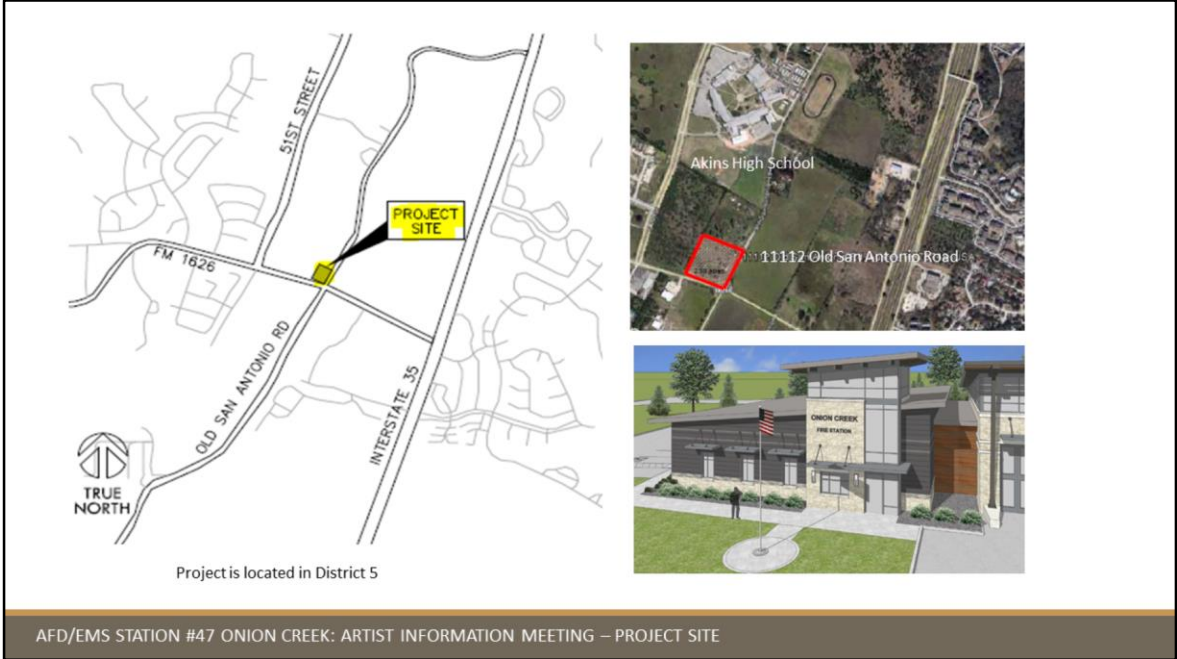 51ST STREET
PROJECT
SITE
FM 1626
OLD SAN ANTONIO RD
INTERSTATE 35
TRUE
NORTH
Project is located in District 5
Akins High School
11112 Old San Antonio Road
ONION CREEK
FIRE STATION
AFD/EMS STATION #47 ONION CREEK: ARTIST INFORMATION MEETING – PROJECT SITE